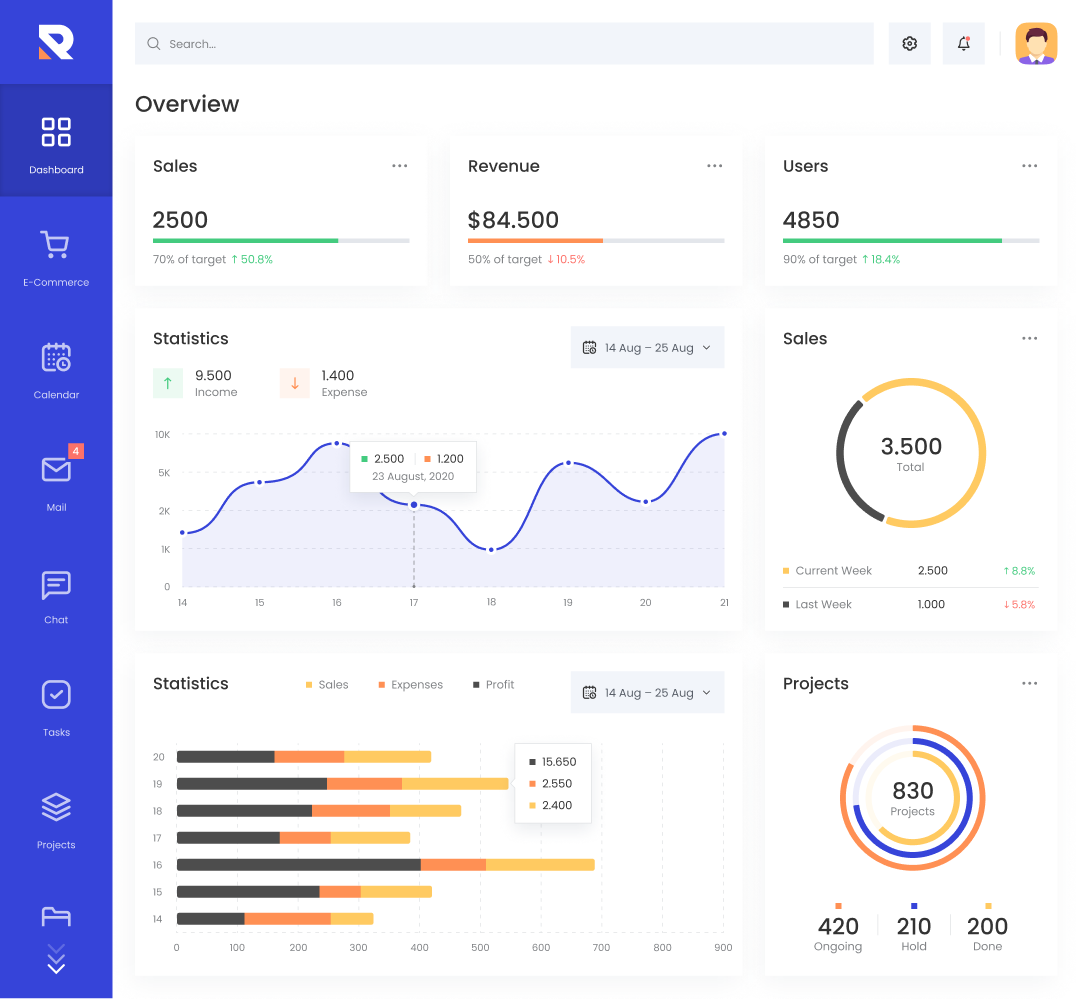 Search...
Overview
Dashboard
E-Commerce
Calendar
4
Mail
Chat
Tasks
Projects
Sales
2500
70% of target ↑ 50.8%
Revenue
$84.500
50% of target ↓ 10.5%
Users
4850
90% of target ↑ 18.4%
Statistics
14 Aug – 25 Aug
↑ 9.500
Income
↓ 1.400
Expense
10K
5K
2K
1K
0
14 15 16 17 18 19 20 21
2.500 1.200
23 August, 2020
Sales
3.500
Total
Current Week 2.500 ↑ 8.8%
Last Week 1.000 ↓ 5.8%
Statistics
Sales Expenses Profit
14 Aug – 25 Aug
20
19
18
17
16
15
14
0 100 200 300 400 500 600 700 800 900
15.650
2.550
2.400
Projects
830
Projects
420 210 200
Ongoing Hold Done